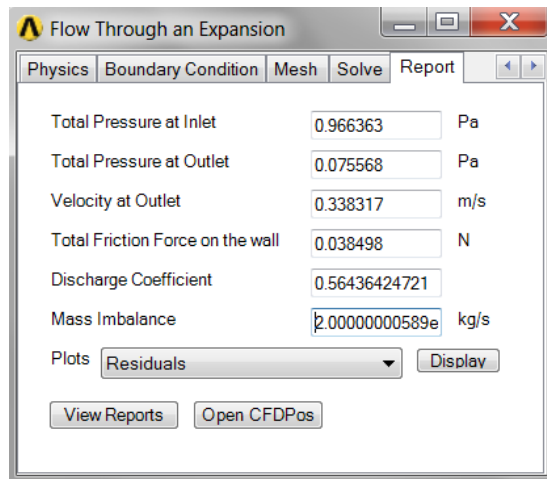 Flow Through an Expansion
Physics Boundary Condition Mesh Solve Report
Total Pressure at Inlet 0.966363 Pa
Total Pressure at Outlet 0.075568 Pa
Velocity at Outlet 0.338317 m/s
Total Friction Force on the wall 0.038498 N
Discharge Coefficient 0.56436424721
Mass Imbalance 2.00000000589e kg/s
Plots Residuals Display
View Reports Open CFDPos